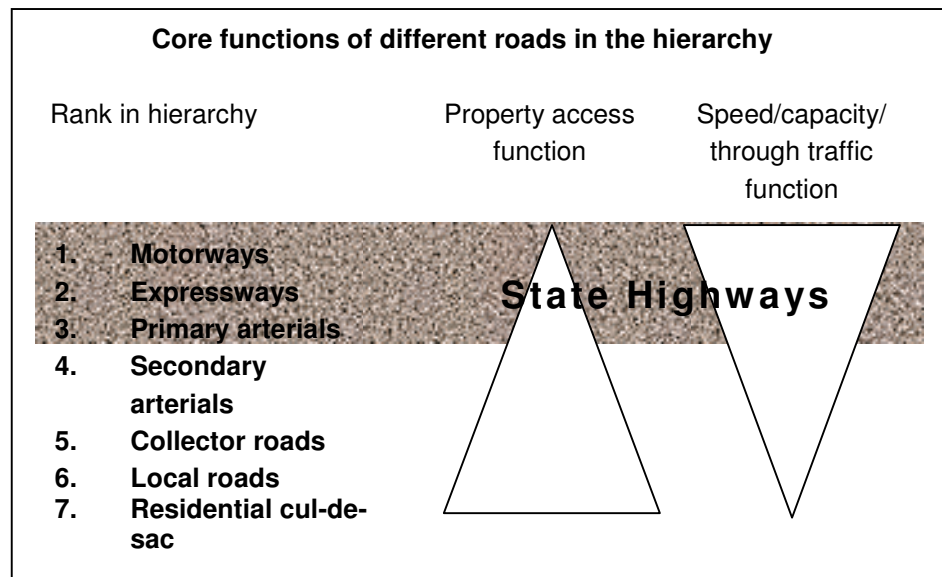 Core functions of different roads in the hierarchy
Rank in hierarchy
Property access
function
Speed/capacity/
through traffic
function
1. Motorways
2. Expressways
3. Primary arterials
State Highways
4. Secondary
arterials
5. Collector roads
6. Local roads
7. Residential cul-de-
sac